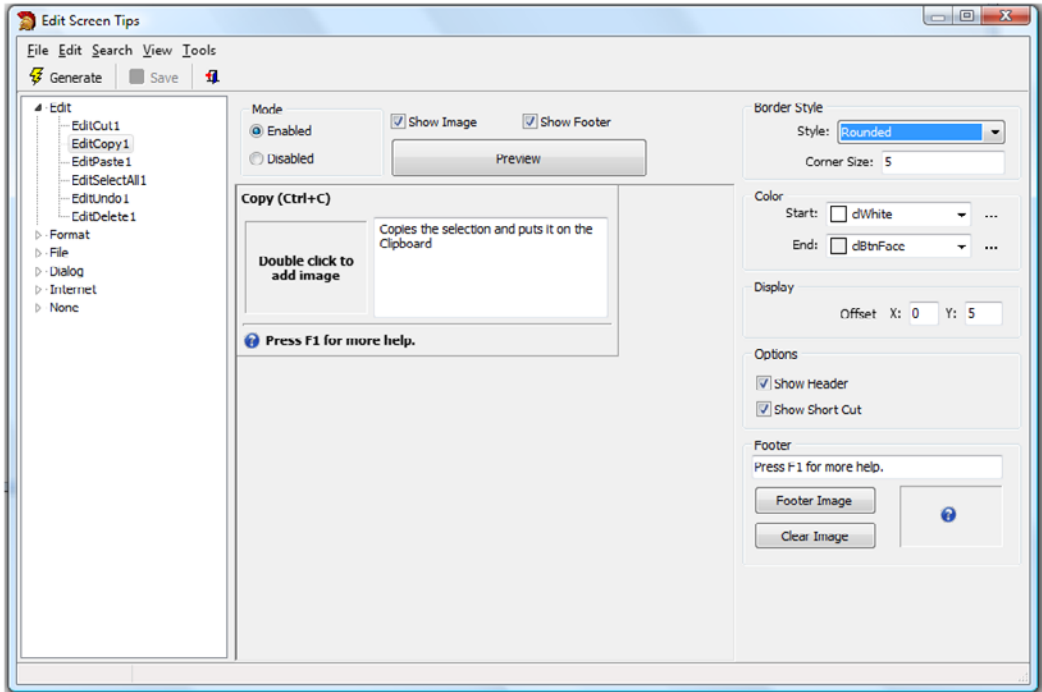 Edit Screen Tips
File Edit Search View Tools
Generate Save
Edit
EditCut1
EditCopy1
EditPaste1
EditSelectAll1
EditUndo1
EditDelete1
Format
File
Dialog
Internet
None
Mode
Enabled
Disabled
Show Image Show Footer
Preview
Copy (Ctrl+C)
Double click to
add image
Copies the selection and puts it on the
Clipboard
Press F1 for more help.
Border Style
Style: Rounded
Corner Size: 5
Color
Start: clWhite ...
End: clBtnFace ...
Display
Offset X: 0 Y: 5
Options
Show Header
Show Short Cut
Footer
Press F1 for more help.
Footer Image
Clear Image